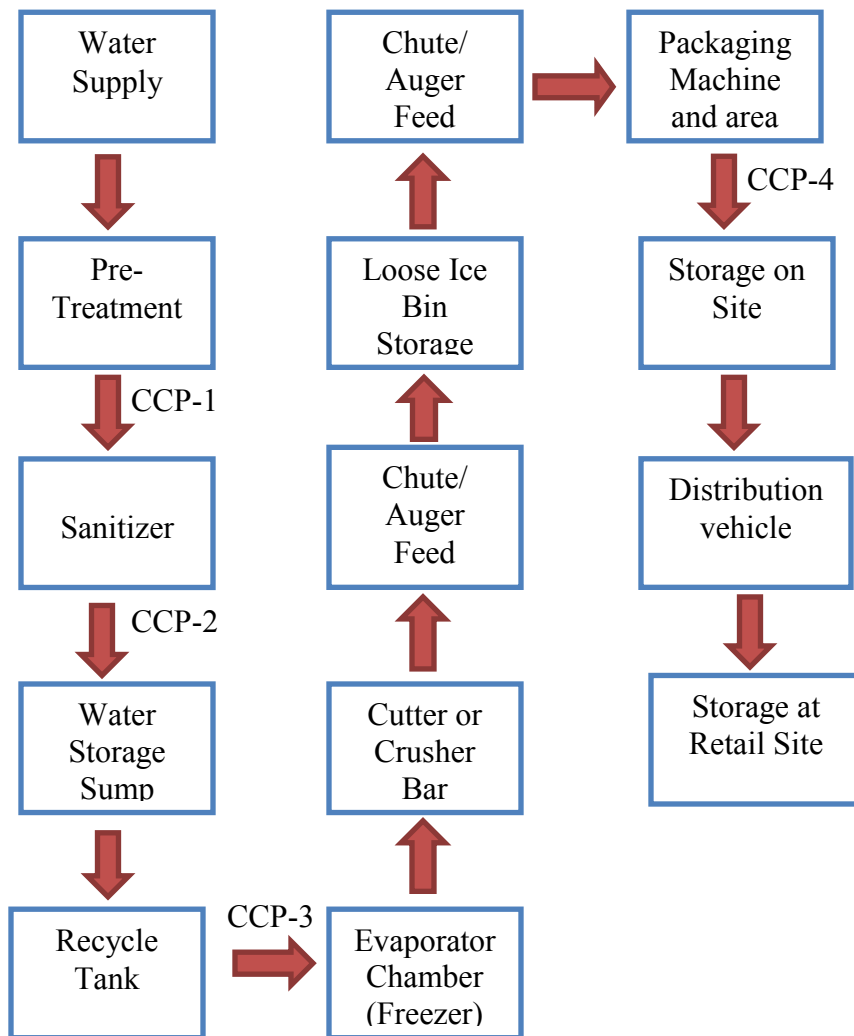 Water
Supply
Pre-
Treatment
CCP-1
Sanitizer
CCP-2
Water
Storage
Sump
Recycle
Tank
CCP-3
Evaporator
Chamber
(Freezer)
Cutter or
Crusher
Bar
Chute/
Auger
Feed
Loose Ice
Bin
Storage
Chute/
Auger
Feed
Packaging
Machine
and area
CCP-4
Storage on
Site
Distribution
vehicle
Storage at
Retail Site